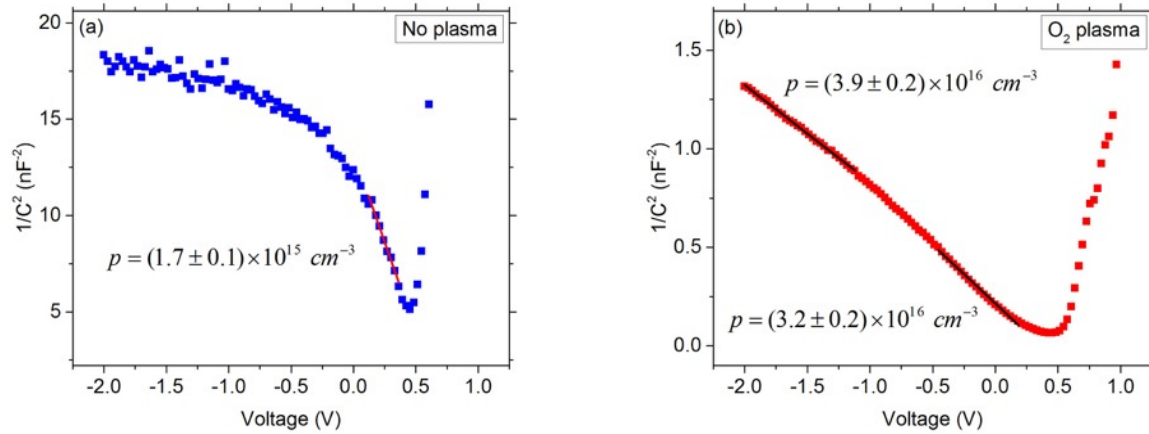 (a)
No plasma
20
15
10
5
1/C² (nF⁻²)
p = (1.7 ± 0.1) × 10¹⁵ cm⁻³
-2.0 -1.5 -1.0 -0.5 0.0 0.5 1.0
Voltage (V)
(b)
O₂ plasma
1.5
1.0
0.5
0.0
1/C² (nF⁻²)
p = (3.9 ± 0.2) × 10¹⁶ cm⁻³
p = (3.2 ± 0.2) × 10¹⁶ cm⁻³
-2.0 -1.5 -1.0 -0.5 0.0 0.5 1.0
Voltage (V)